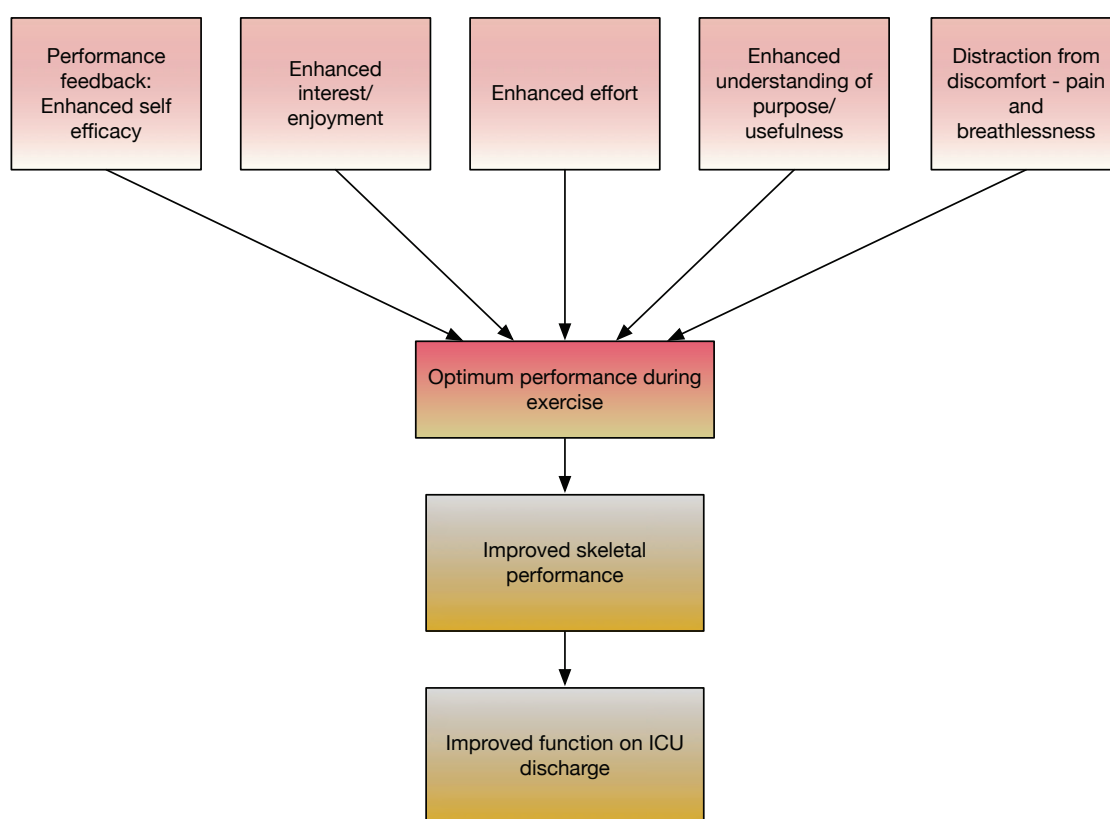 Performance
feedback:
Enhanced self
efficacy
Enhanced
interest/
enjoyment
Enhanced effort
Enhanced
understanding of
purpose/
usefulness
Distraction from
discomfort - pain
and
breathlessness
Optimum performance during
exercise
Improved skeletal
performance
Improved function on ICU
discharge